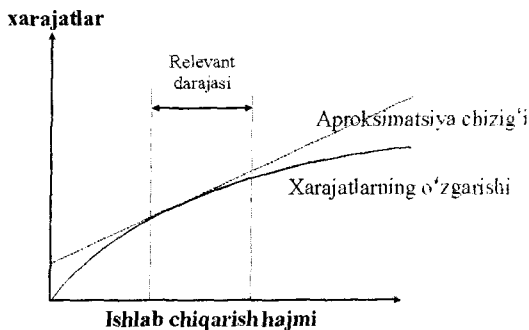 xarajatlar
Relevant
darajasi
Aproksimatsiya chizig‘i
Xarajatlarning o‘zgarishi
Ishlab chiqarish hajmi